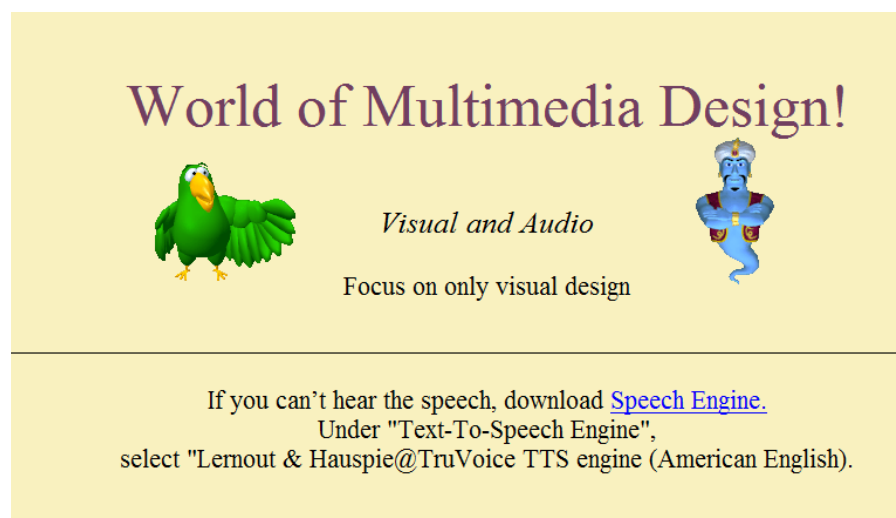 World of Multimedia Design!
Visual and Audio
Focus on only visual design
If you can’t hear the speech, download Speech Engine.
Under "Text-To-Speech Engine",
select "Lernout & Hauspie@TruVoice TTS engine (American English).